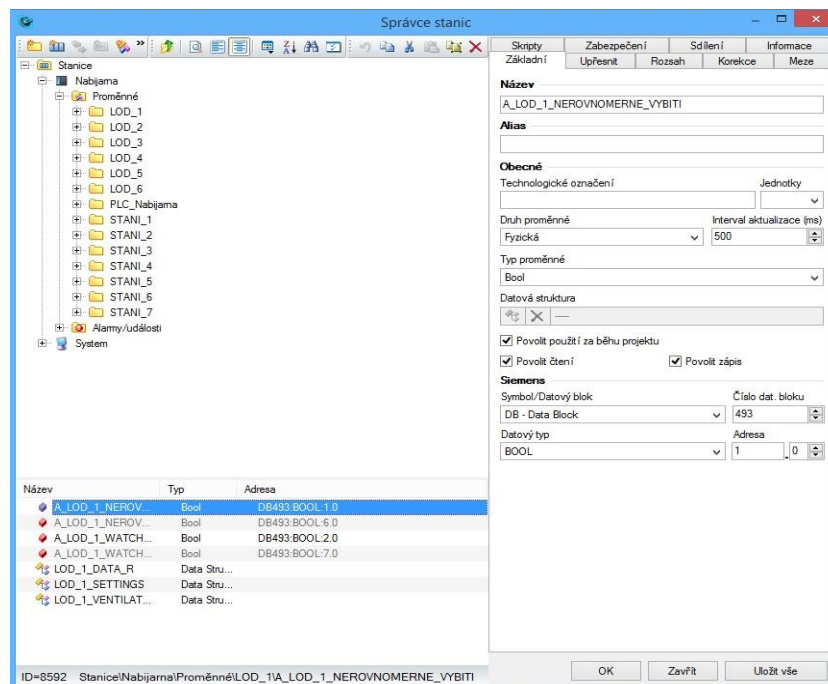 Správce stanic
Stanice
Nabijarna
Proměnné
LOD_1
LOD_2
LOD_3
LOD_4
LOD_5
LOD_6
PLC_Nabijarna
STANI_1
STANI_2
STANI_3
STANI_4
STANI_5
STANI_6
STANI_7
Alarmy/události
System
Název Typ Adresa
A_LOD_1_NEROV... Bool DB493:BOOL:1.0
A_LOD_1_NEROV... Bool DB493:BOOL:6.0
A_LOD_1_WATCH... Bool DB493:BOOL:2.0
A_LOD_1_WATCH... Bool DB493:BOOL:7.0
LOD_1_DATA_R Data Stru...
LOD_1_SETTINGS Data Stru...
LOD_1_VENTILAT... Data Stru...
ID=8592 Stanice\Nabijarna\Proměnné\LOD_1\A_LOD_1_NEROVNOMERNE_VYBITI
Skripty Zabezpečení Sdílení Informace
Základní Upřesnit Rozsah Korekce Meze
Název
A_LOD_1_NEROVNOMERNE_VYBITI
Alias
Obecné
Technologické označení Jednotky
Druh proměnné Interval aktualizace (ms)
Fyzická 500
Typ proměnné
Bool
Datová struktura
Povolit použití za běhu projektu
Povolit čtení Povolit zápis
Siemens
Symbol/Datový blok Číslo dat. bloku
DB - Data Block 493
Datový typ Adresa
BOOL 1 . 0
OK Zavřít Uložit vše